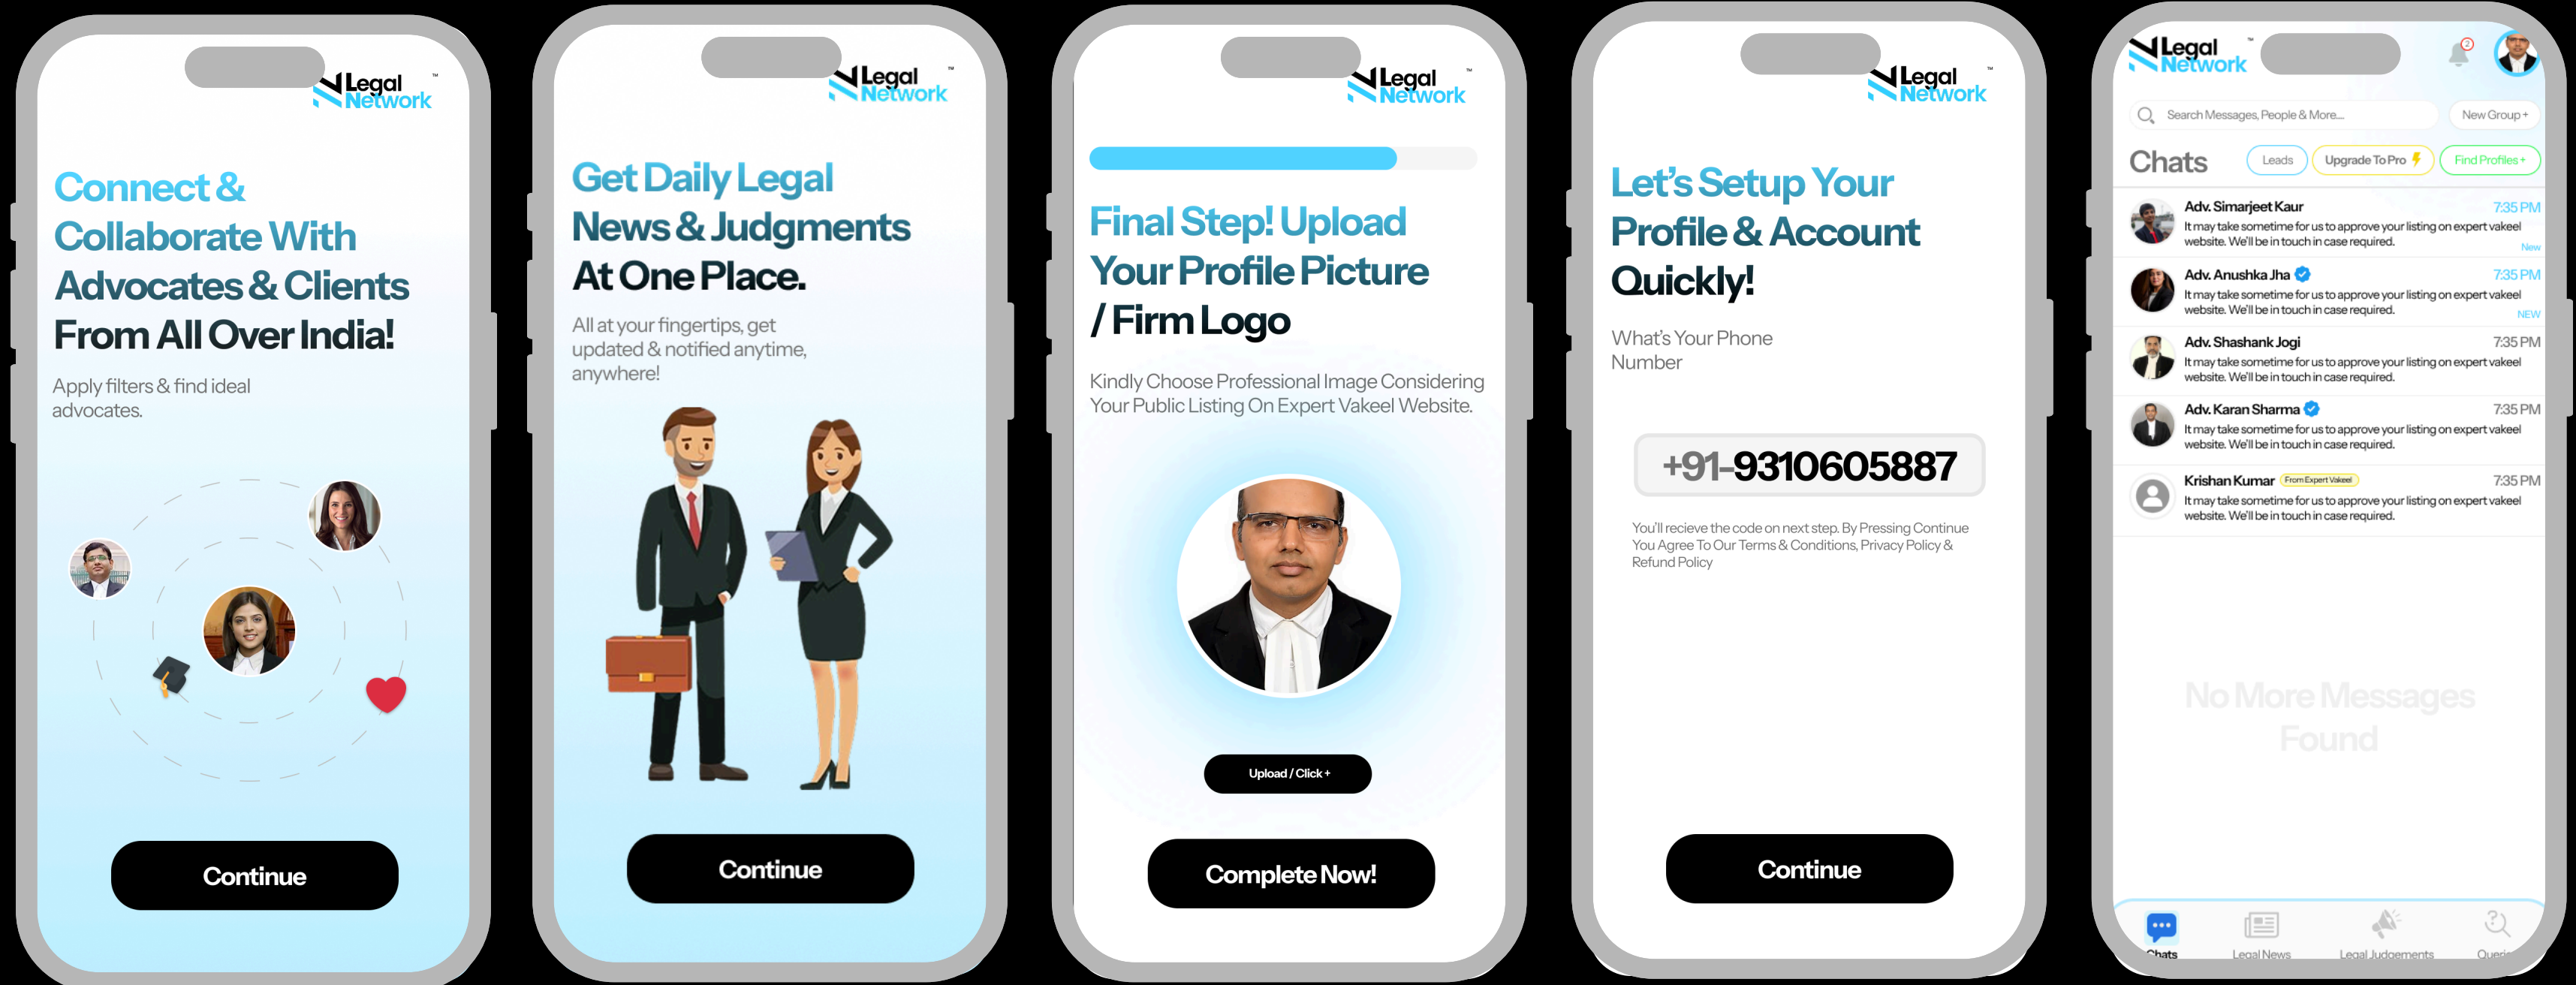 Legal
Network
™
Connect &
Collaborate With
Advocates & Clients
From All Over India!
Apply filters & find ideal
advocates.
Continue
Legal
Network
™
Get Daily Legal
News & Judgments
At One Place.
All at your fingertips, get
updated & notified anytime,
anywhere!
Continue
Legal
Network
™
Final Step! Upload
Your Profile Picture
/ Firm Logo
Kindly Choose Professional Image Considering
Your Public Listing On Expert Vakeel Website.
Upload / Click +
Complete Now!
Legal
Network
™
Let's Setup Your
Profile & Account
Quickly!
What's Your Phone
Number
+91-9310605887
You'll recieve the code on next step. By Pressing Continue
You Agree To Our Terms & Conditions, Privacy Policy &
Refund Policy
Continue
Legal
Network
™
2
Search Messages, People & More....
New Group +
Chats
Leads
Upgrade To Pro
Find Profiles +
Adv. Simarjeet Kaur
7:35 PM
It may take sometime for us to approve your listing on expert vakeel
website. We'll be in touch in case required.
New
Adv. Anushka Jha
7:35 PM
It may take sometime for us to approve your listing on expert vakeel
website. We'll be in touch in case required.
NEW
Adv. Shashank Jogi
7:35 PM
It may take sometime for us to approve your listing on expert vakeel
website. We'll be in touch in case required.
Adv. Karan Sharma
7:35 PM
It may take sometime for us to approve your listing on expert vakeel
website. We'll be in touch in case required.
Krishan Kumar
From Expert Vakeel
7:35 PM
It may take sometime for us to approve your listing on expert vakeel
website. We'll be in touch in case required.
No More Messages
Found
Chats
Legal News
Legal Judgements